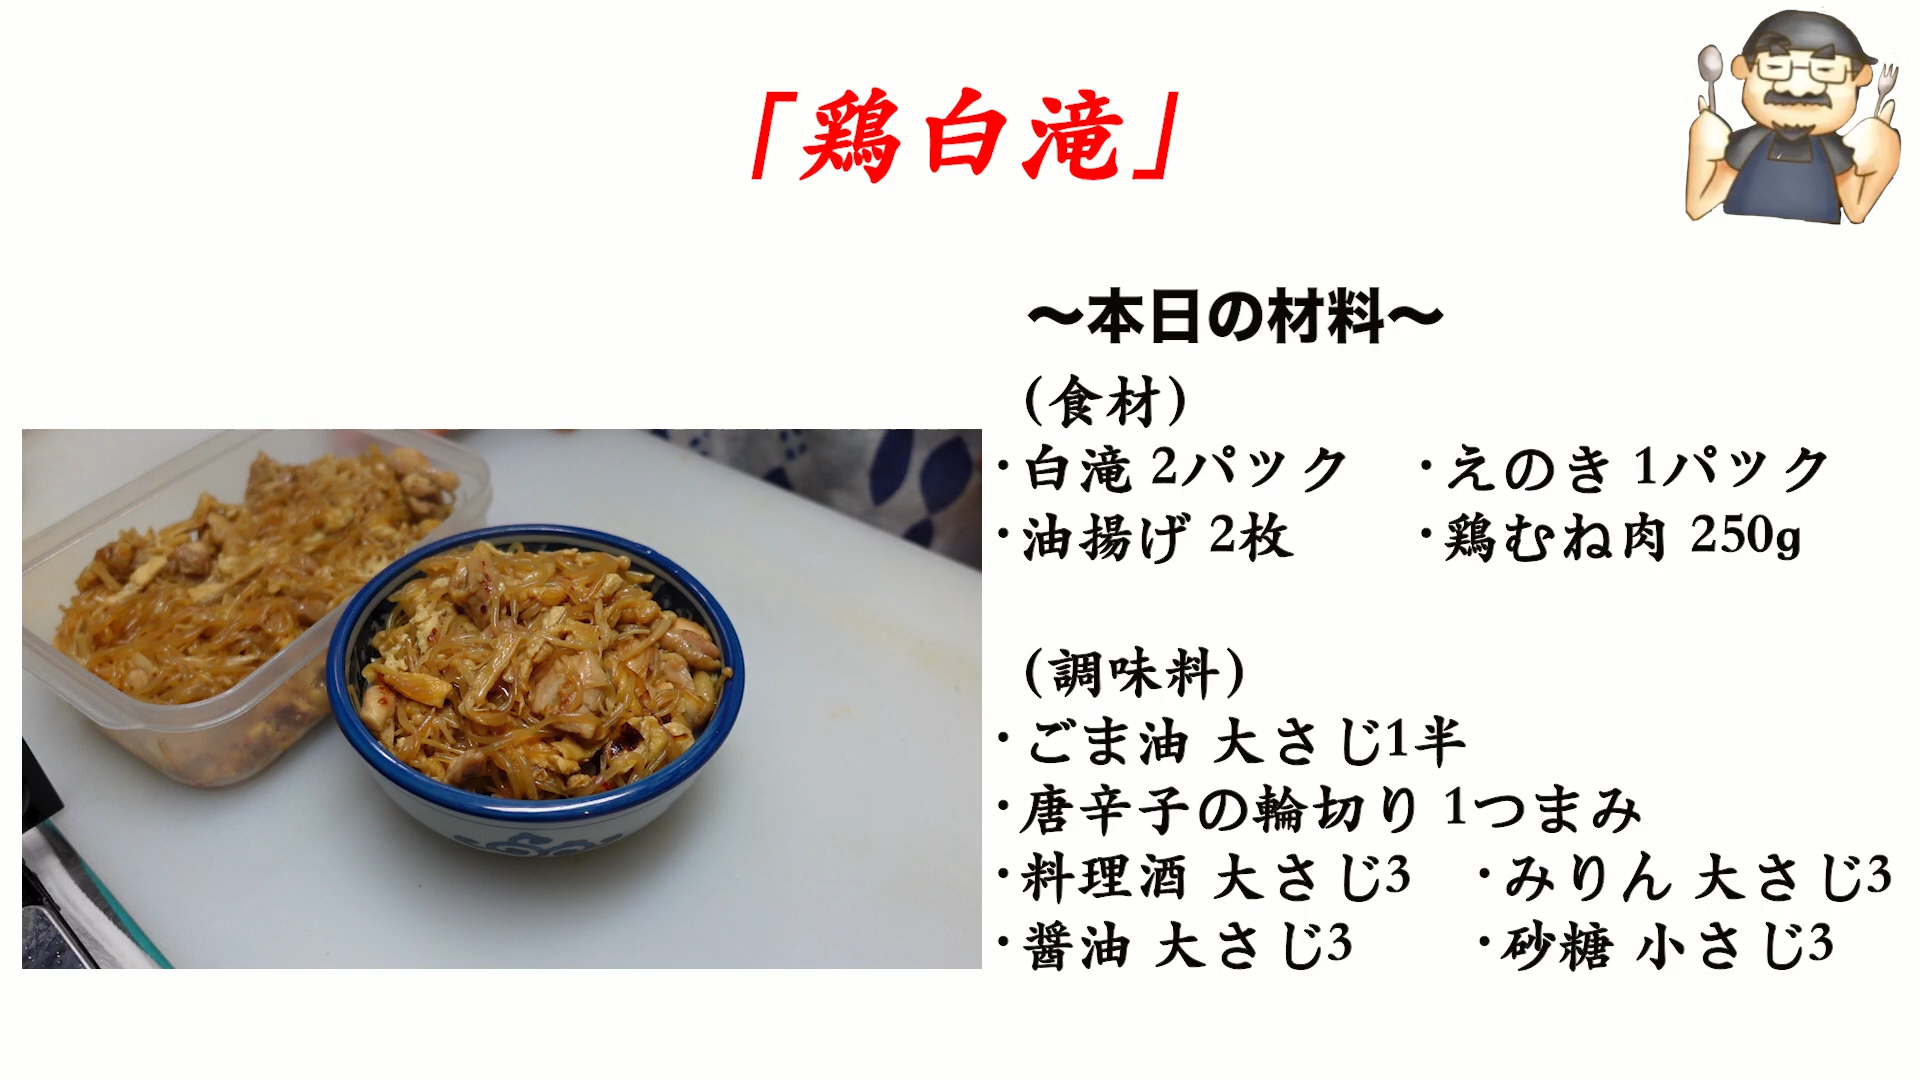 「鶏白滝」
～本日の材料～
(食材)
・白滝 2パック ・えのき 1パック
・油揚げ 2枚 ・鶏むね肉 250g
(調味料)
・ごま油 大さじ1半
・唐辛子の輪切り 1つまみ
・料理酒 大さじ3 ・みりん 大さじ3
・醤油 大さじ3 ・砂糖 小さじ3